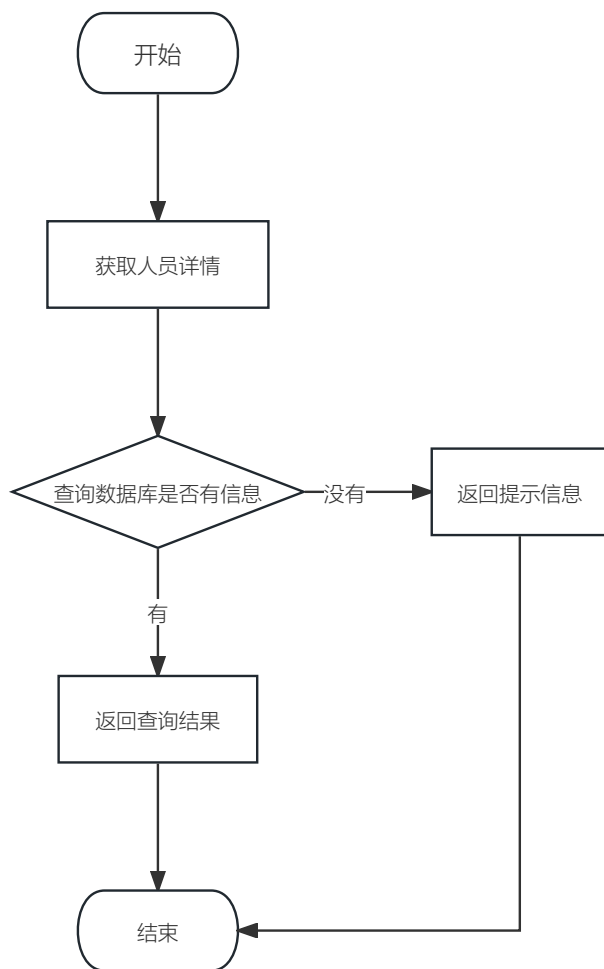 开始
获取人员详情
查询数据库是否有信息
没有
返回提示信息
有
返回查询结果
结束